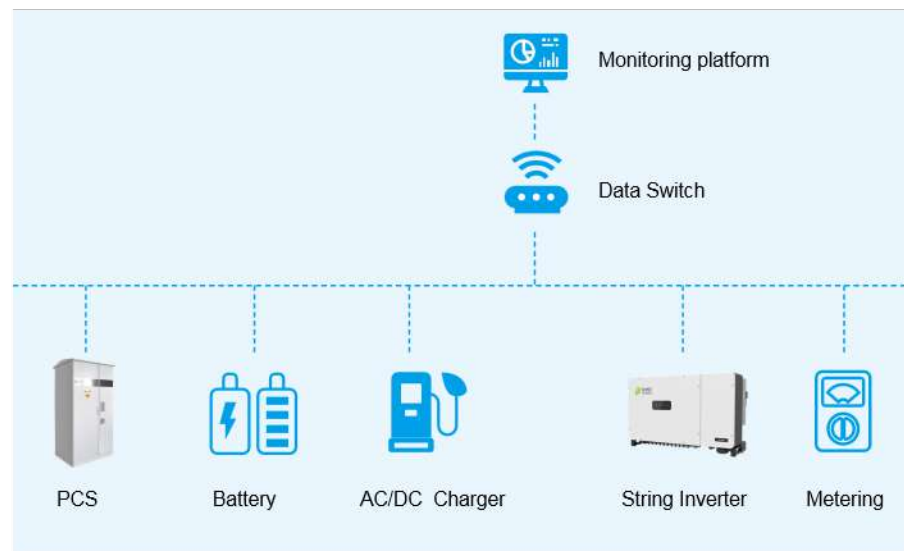 Monitoring platform
Data Switch
PCS
Battery
AC/DC Charger
String Inverter
Metering